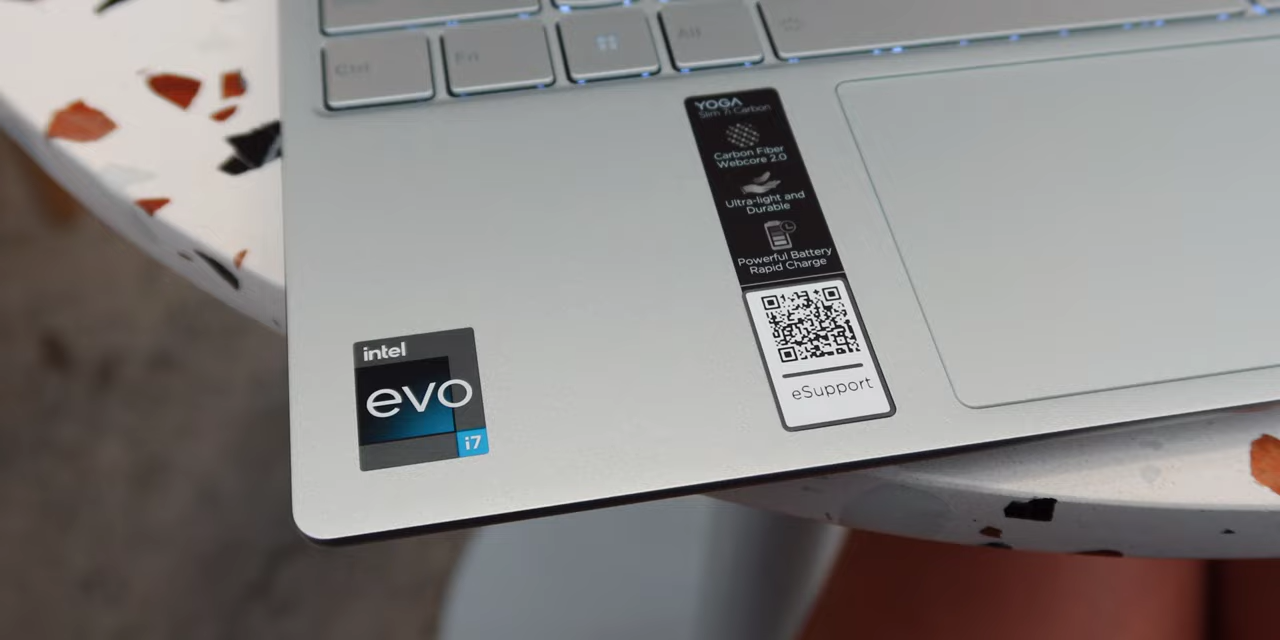 Ctrl
Fn
Alt
YOGA
Slim 7i Carbon
Carbon Fiber
Webcore 2.0
Ultra-light and
Durable
Powerful Battery
Rapid Charge
eSupport
intel
evo
i7